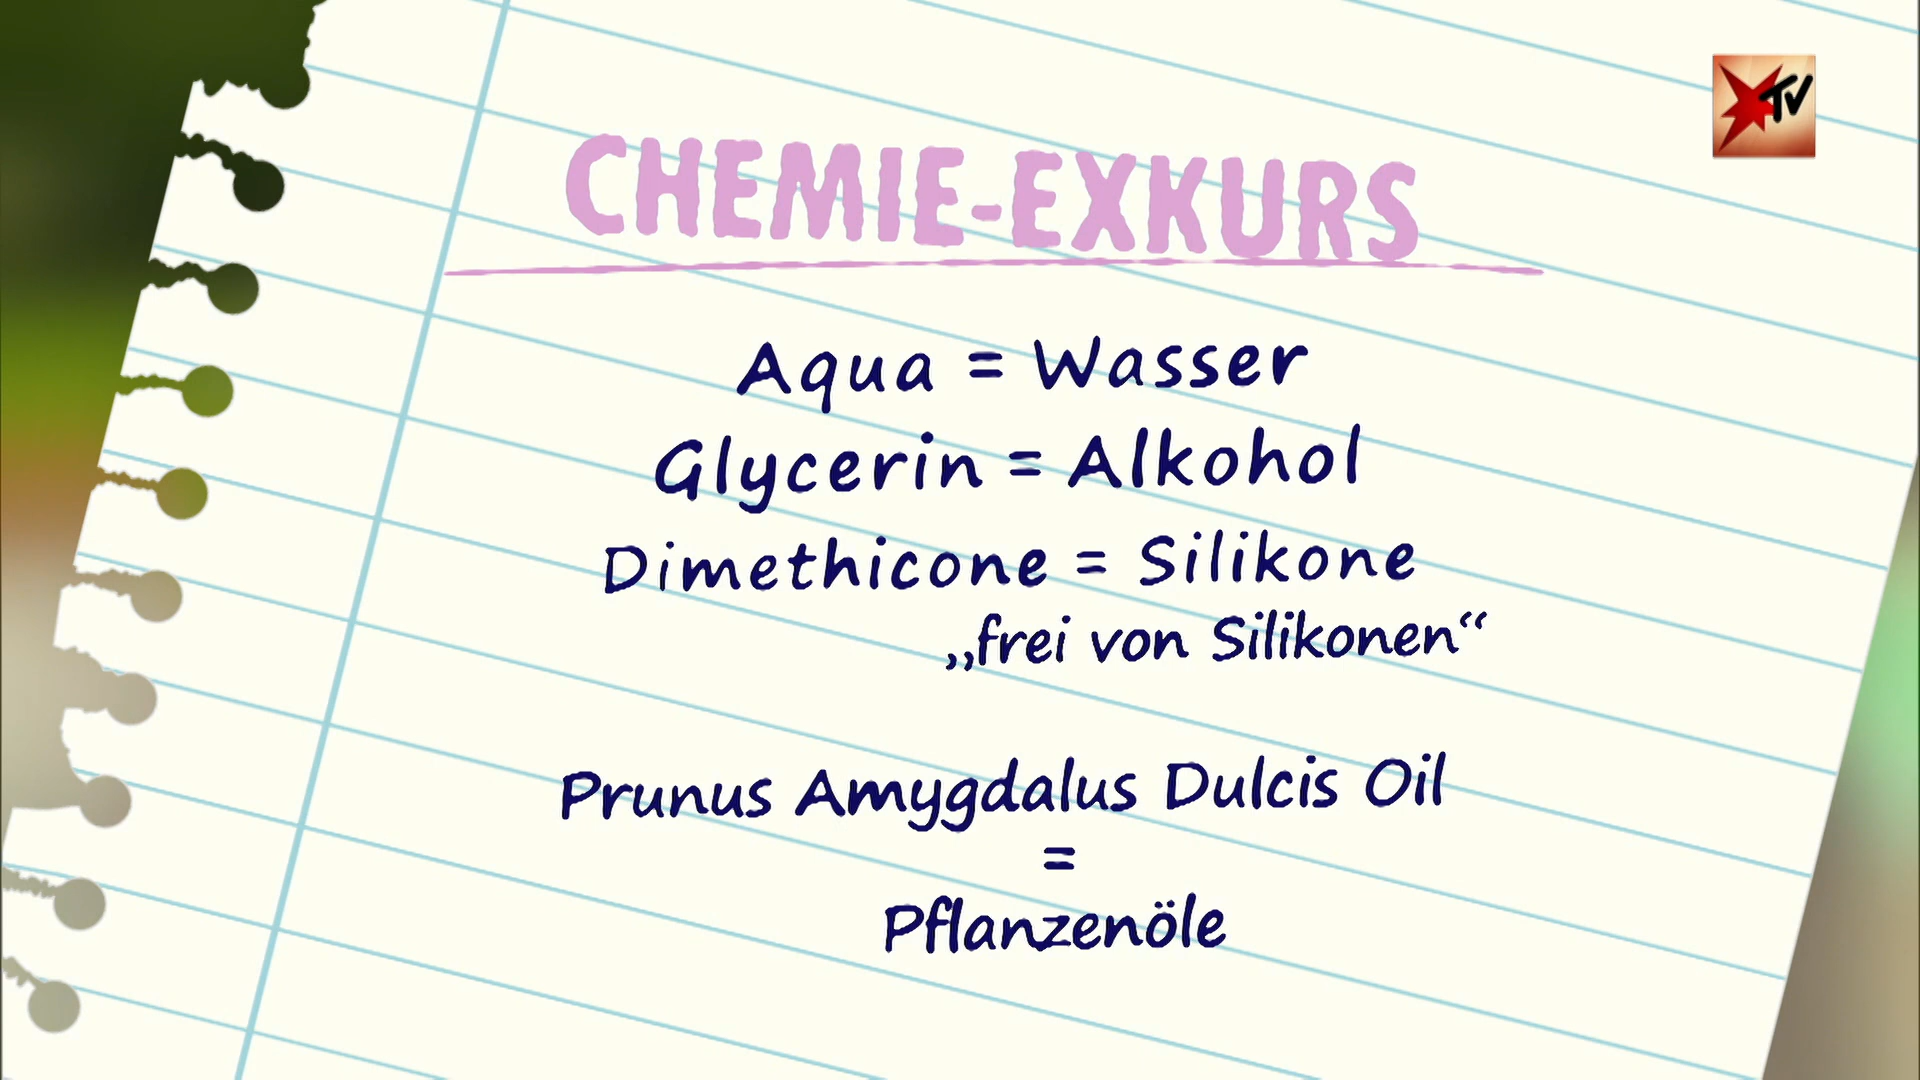 TV
CHEMIE-EXKURS
Aqua = Wasser
Glycerin = Alkohol
Dimethicone = Silikone
„frei von Silikonen“
Prunus Amygdalus Dulcis Oil
=
Pflanzenöle